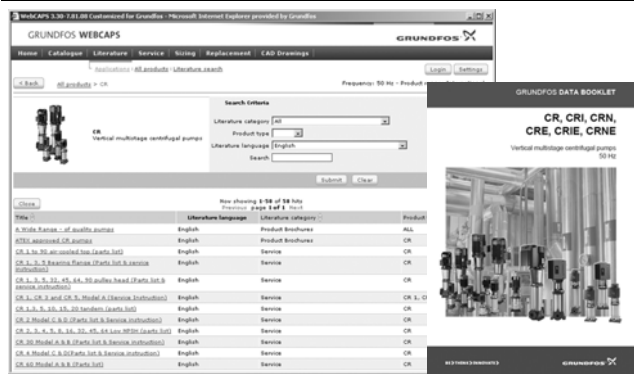 WebCAPS 3.30-7.01.00 Customized for Grundfos - Microsoft Internet Explorer provided by Grundfos
GRUNDFOS WEBCAPS
GRUNDFOS
Home Catalogue Literature Service Sizing Replacement CAD Drawings
Applications All products Literature search
Login Settings
< Back All products > CR
Frequency: 50 Hz - Product
Search Criteria
Literature category All
Product type
Literature language English
Search
CR
Vertical multistage centrifugal pumps
Submit Clear
Close
Now showing 1-58 of 58 hits
Previous page 1 of 1 Next
Title Literature language Literature category Product
A Wide Range - of quality pumps English Product Brochures ALL
ATEX approved CR pumps English Product Brochures CR
CR 2 to 90 air-cooled top (parts list) English Service CR
CR 1, 3, 5 Bearing flange (Parts list & service
instruction) English Service CR
CR 1, 3, 5, 32, 45, 64, 90 pulley head (Parts list &
service instruction) English Service CR
CR 1, CR 3 and CR 5, Model A (Service Instruction) English Service CR 1, C
CR 1,3, 5, 10, 15, 20 tandem (parts list) English Service CR
CR 2 Model C & D (Parts list & Service instruction) English Service CR
CR 2, 3, 4, 5, 8, 16, 32, 45, 64 Low NPSH (parts list) English Service CR
CR 30 Model A & B (Parts list & Service instruction) English Service CR
CR 4 Model C & D(Parts list & Service instruction) English Service CR
CR 60 Model A & B (Parts list) English Service CR
GRUNDFOS DATA BOOKLET
CR, CRI, CRN,
CRE, CRIE, CRNE
Vertical multistage centrifugal pumps
50 Hz
BE>THINK>INNOVATE>
GRUNDFOS